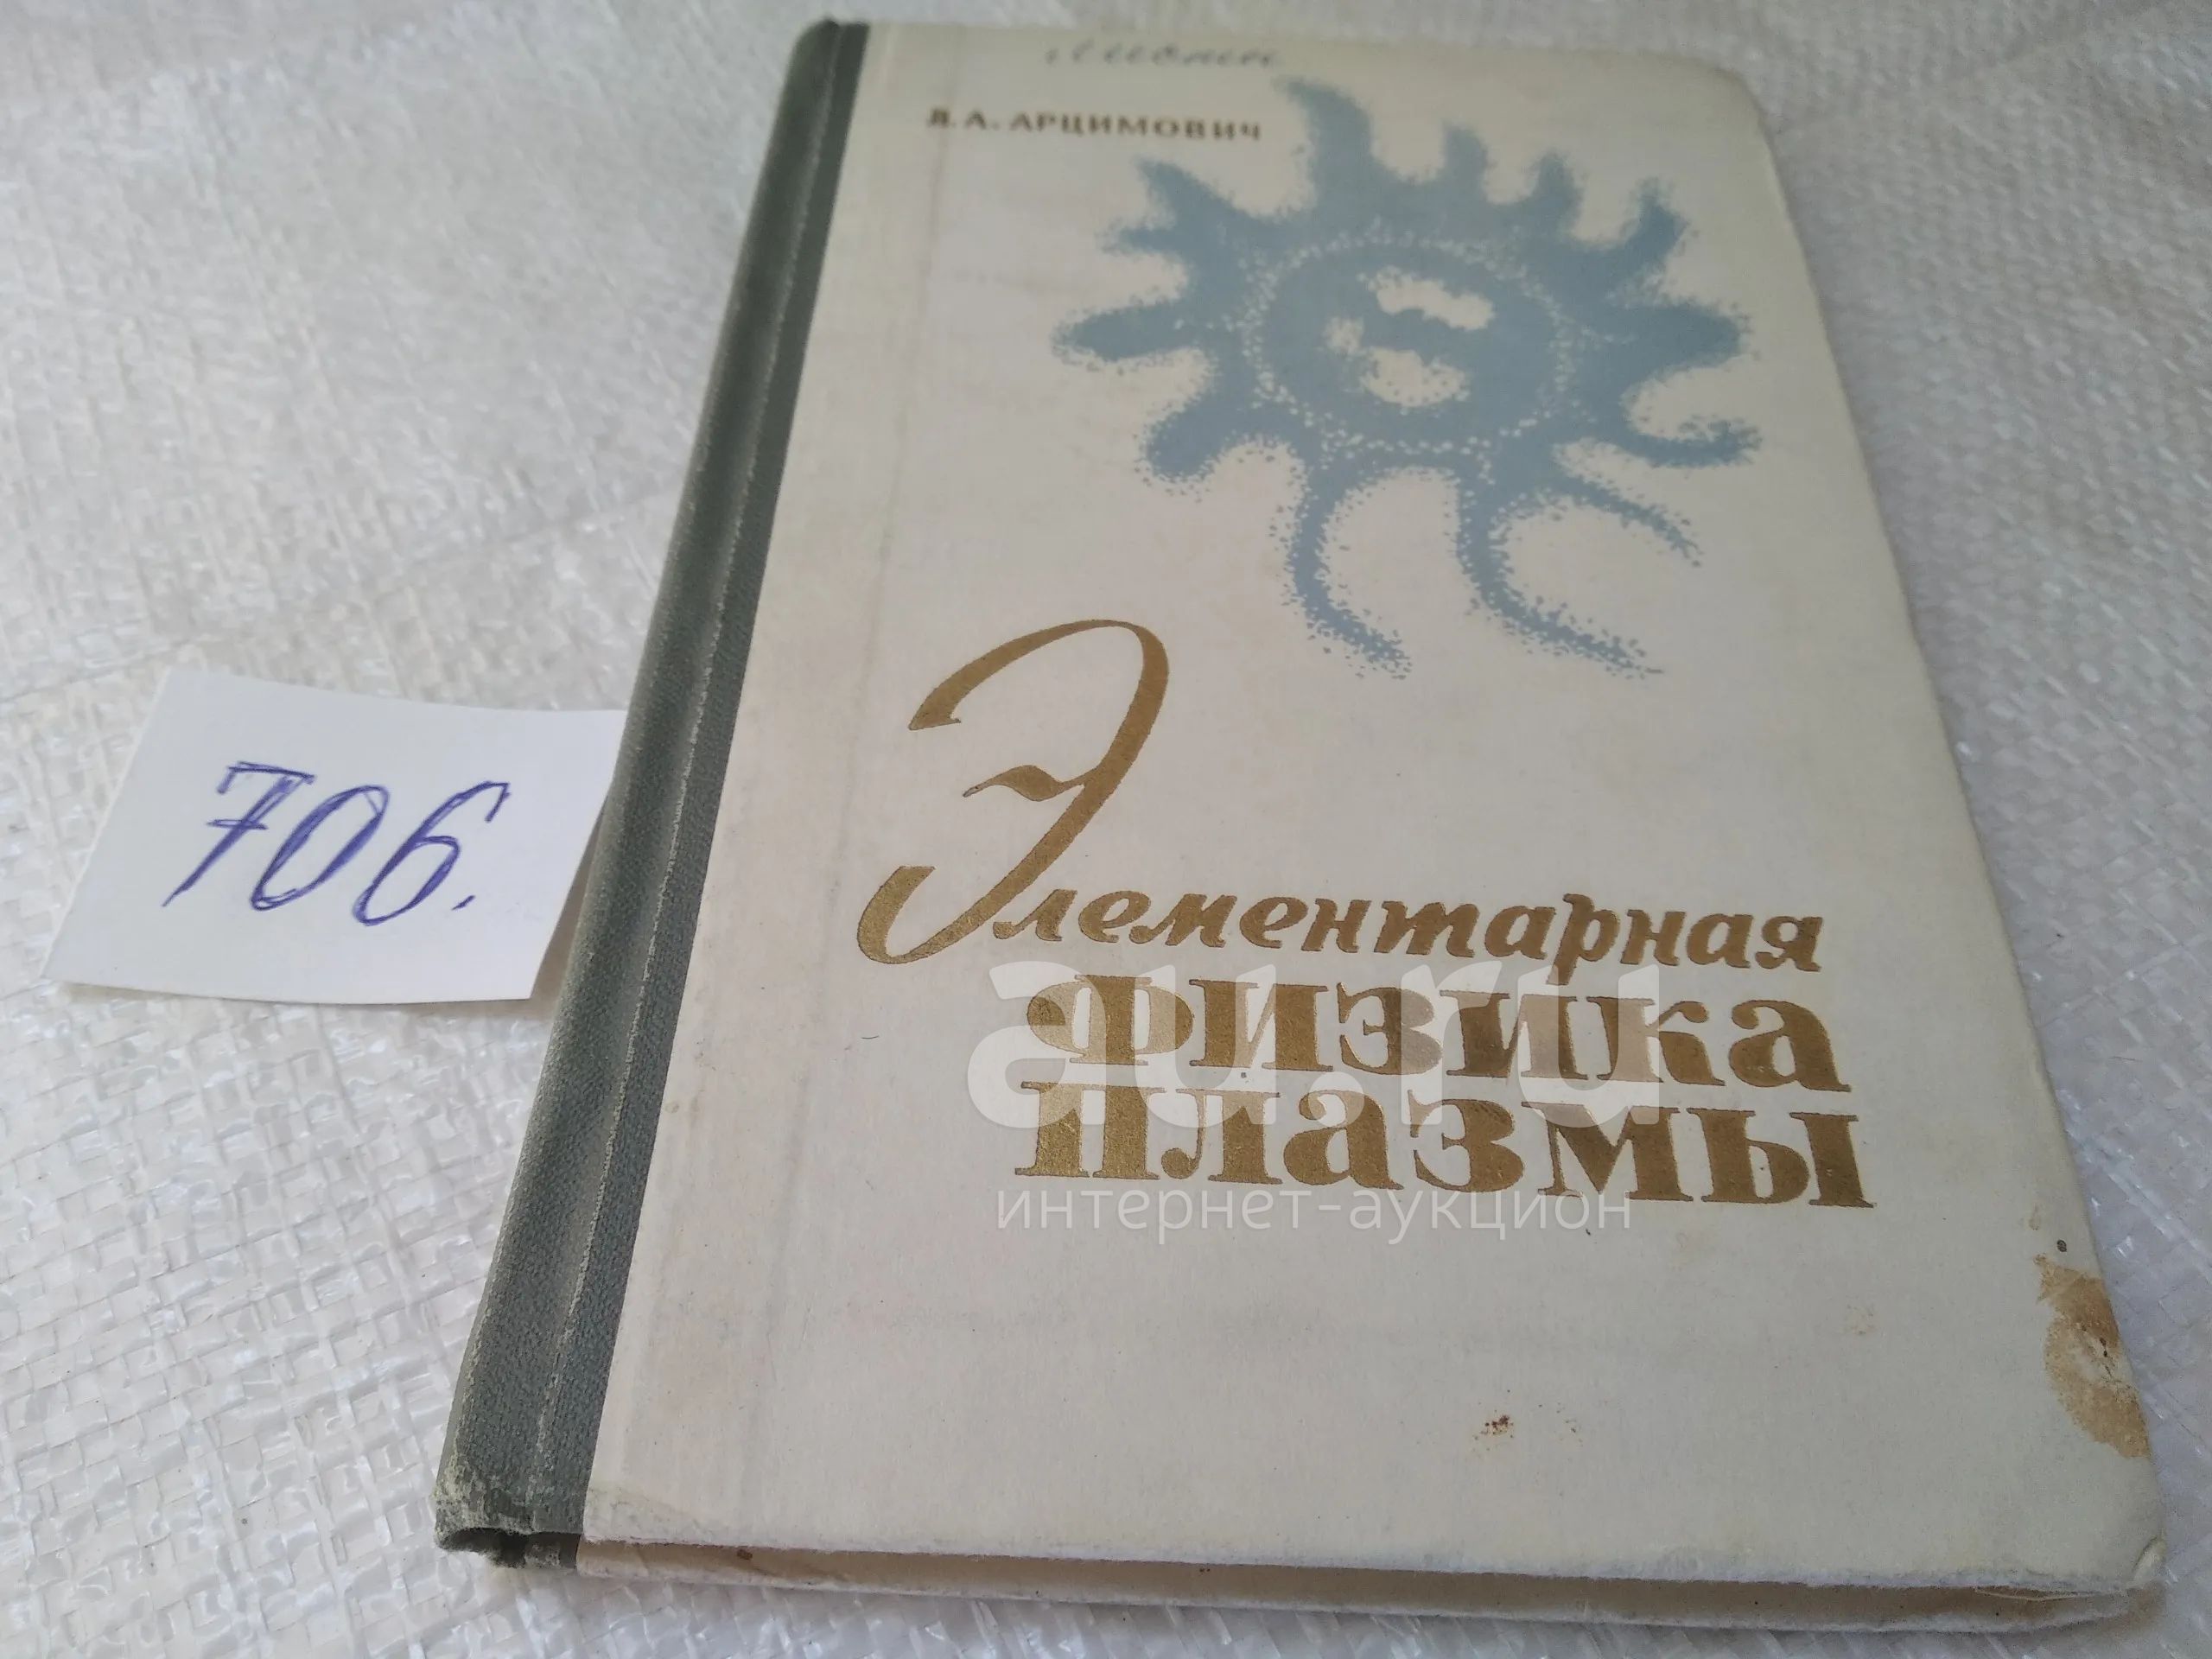 Л. А. АРЦИМОВИЧ
Элементарная
физика
плазмы
706.
au.ru
интернет-аукцион